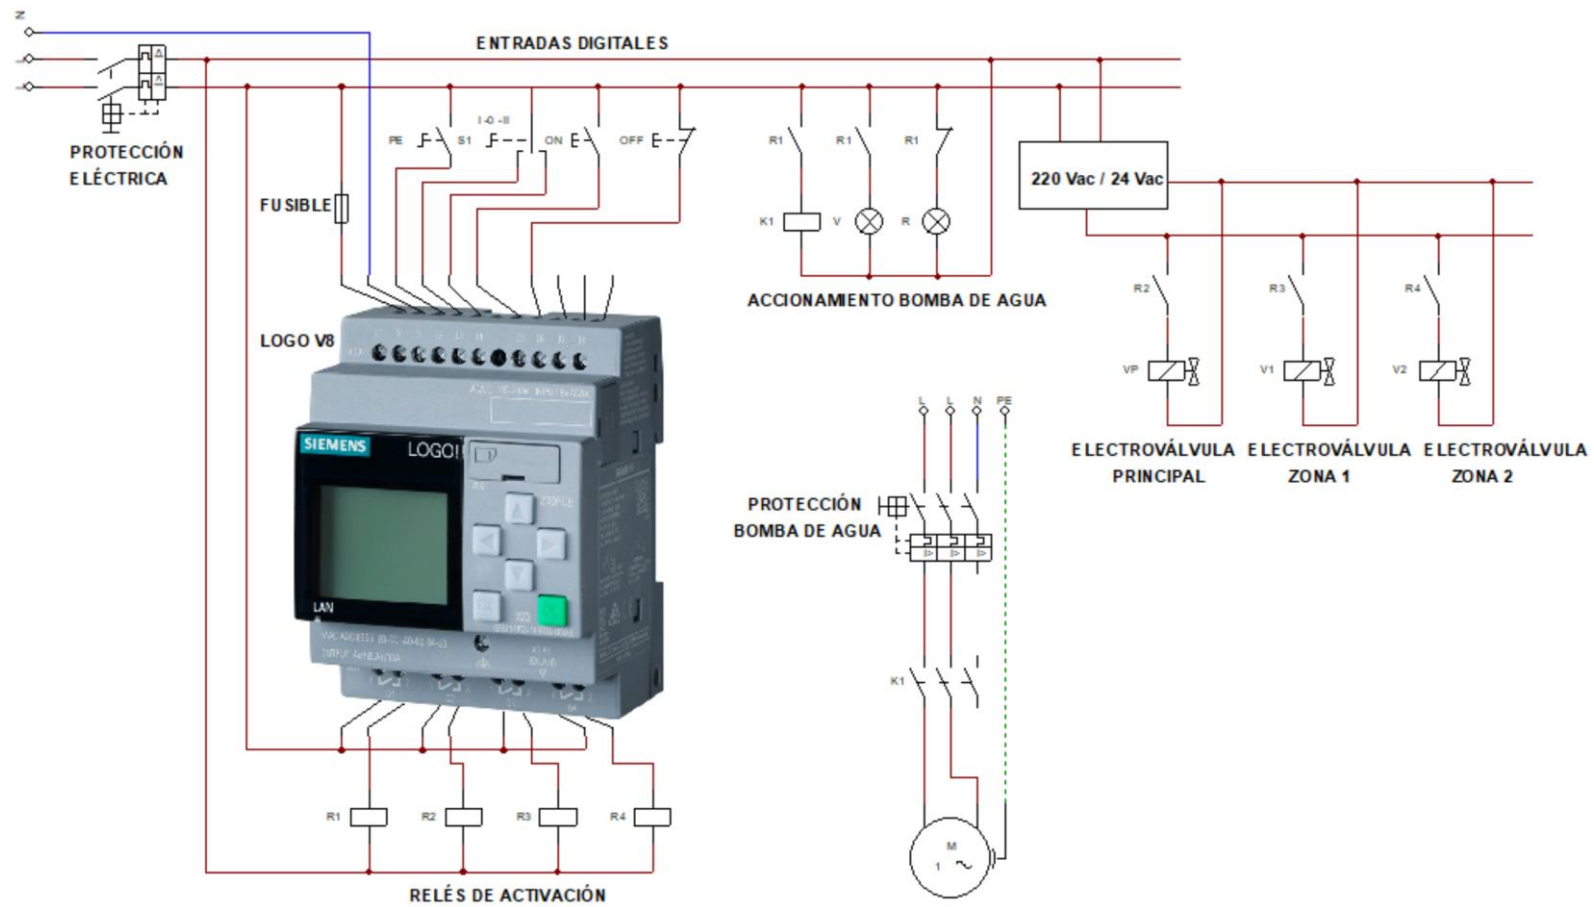 N
ENTRADAS DIGITALES
L
L
PROTECCIÓN
ELÉCTRICA
FUSIBLE
PE
S1
I -0 -II
ON
OFF
R1
R1
R1
K1
V
R
ACCIONAMIENTO BOMBA DE AGUA
220 Vac / 24 Vac
R2
R3
R4
VP
V1
V2
ELECTROVÁLVULA
PRINCIPAL
ELECTROVÁLVULA
ZONA 1
ELECTROVÁLVULA
ZONA 2
LOGO V8
SIEMENS
LOGO!
LAN
L
L
N
PE
PROTECCIÓN
BOMBA DE AGUA
K1
M
1
R1
R2
R3
R4
RELÉS DE ACTIVACIÓN